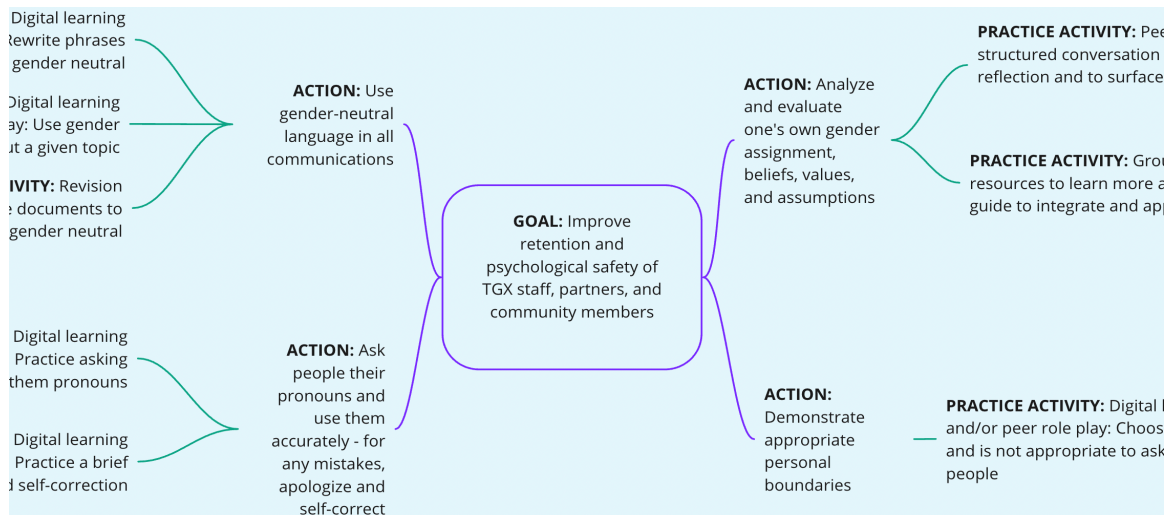 Digital learning
Rewrite phrases
gender neutral
Digital learning
Use gender
a given topic
Revision
documents to
gender neutral
ACTION: Use
gender-neutral
language in all
communications
Digital learning
Practice asking
them pronouns
Digital learning
Practice a brief
self-correction
ACTION: Ask
people their
pronouns and
use them
accurately - for
any mistakes,
apologize and
self-correct
GOAL: Improve
retention and
psychological safety of
TGX staff, partners, and
community members
ACTION: Analyze
and evaluate
one's own gender
assignment,
beliefs, values,
and assumptions
PRACTICE ACTIVITY:
structured conversation
reflection and to surface
PRACTICE ACTIVITY:
resources to learn more
guide to integrate and
ACTION:
Demonstrate
appropriate
personal
boundaries
PRACTICE ACTIVITY: Digital
and/or peer role play:
and is not appropriate to ask
people